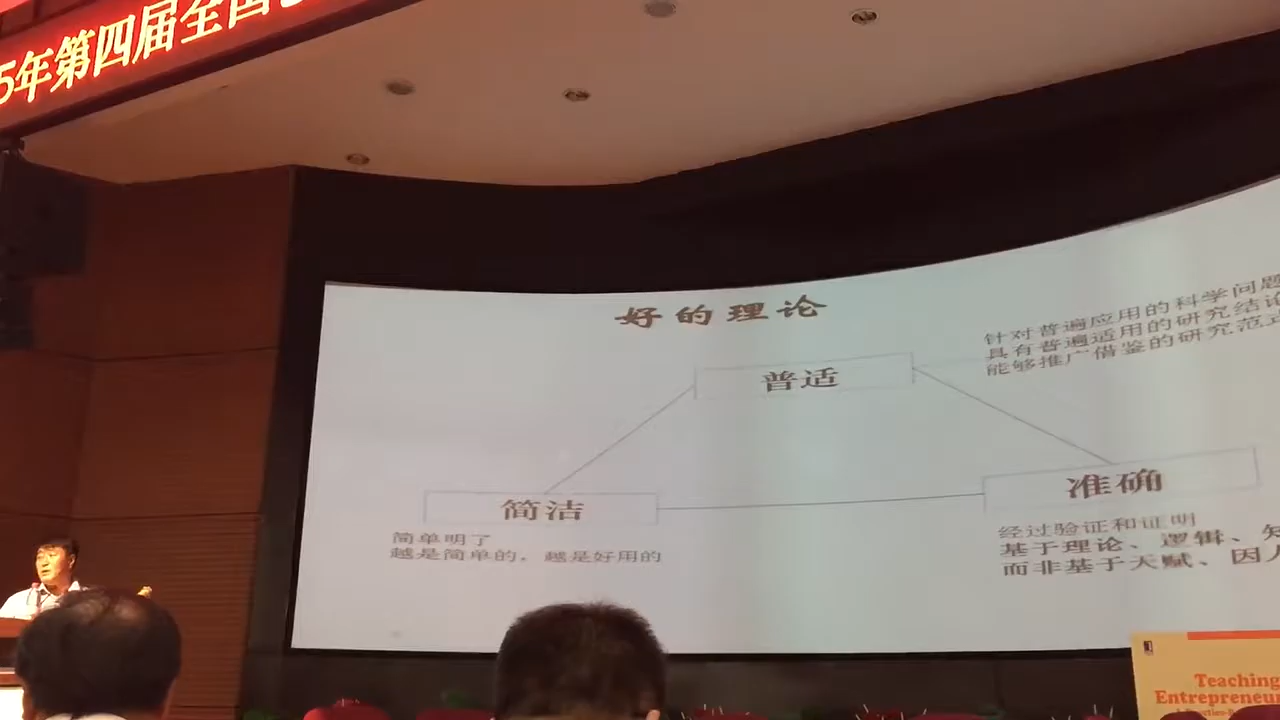 5年第四届全国
好的理论
针对普遍应用的科学问题
具有普遍适用的研究结论
能够推广借鉴的研究范式
普适
简洁
简单明了
越是简单的，越是好用的
准确
经过验证和证明
基于理论、逻辑、知
而非基于天赋、因人
Teaching
Entrepreneu